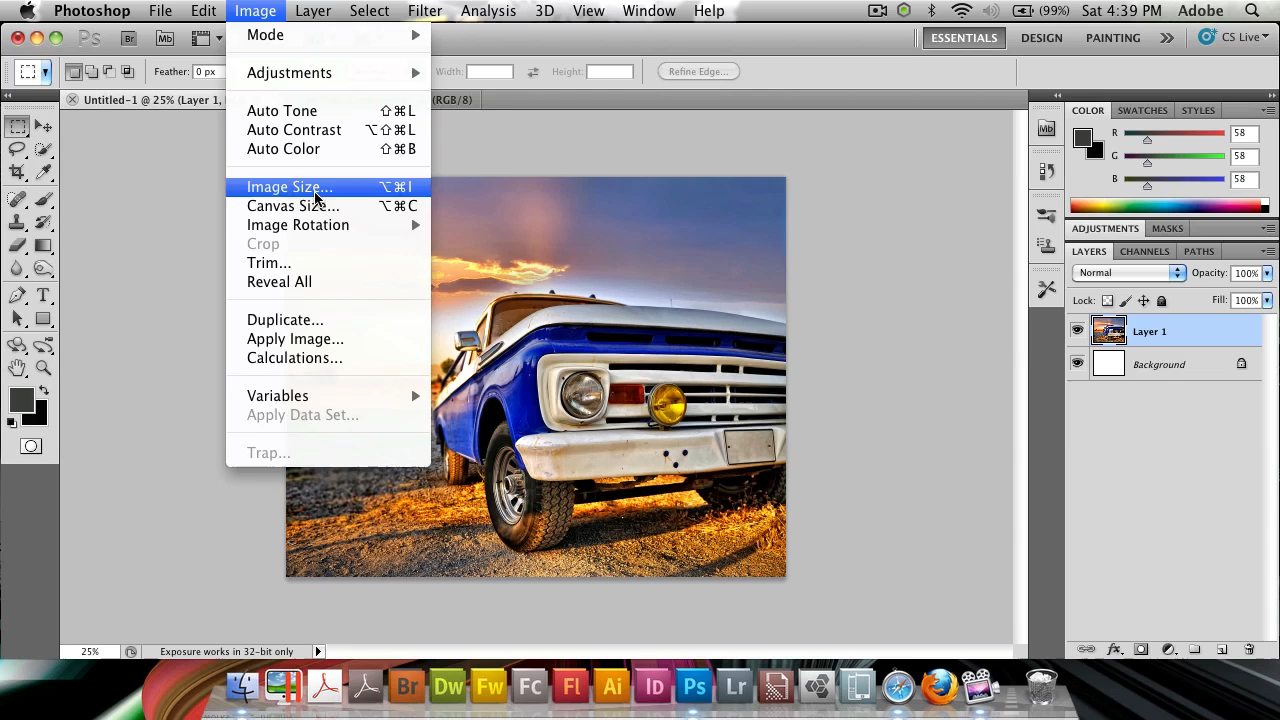 Photoshop File Edit Image Layer Select Filter Analysis 3D View Window Help (99%) Sat 4:39 PM Adobe
Ps Br Mb ESSENTIALS DESIGN PAINTING CS Live
Feather: 0 px Width: Height: Refine Edge...
Untitled-1 @ 25% (Layer 1, (RGB/8)
Mode
Adjustments
Auto Tone ⇧⌘L
Auto Contrast ⌥⇧⌘L
Auto Color ⇧⌘B
Image Size... ⌥⌘I
Canvas Size... ⌥⌘C
Image Rotation
Crop
Trim...
Reveal All
Duplicate...
Apply Image...
Calculations...
Variables
Apply Data Set...
Trap...
Mb
COLOR SWATCHES STYLES
R 58
G 58
B 58
ADJUSTMENTS MASKS
LAYERS CHANNELS PATHS
Normal Opacity: 100%
Lock: Fill: 100%
Layer 1
Background
fx
25% Exposure works in 32-bit only
Br Dw Fw Fc Fl Ai Id Ps Lr